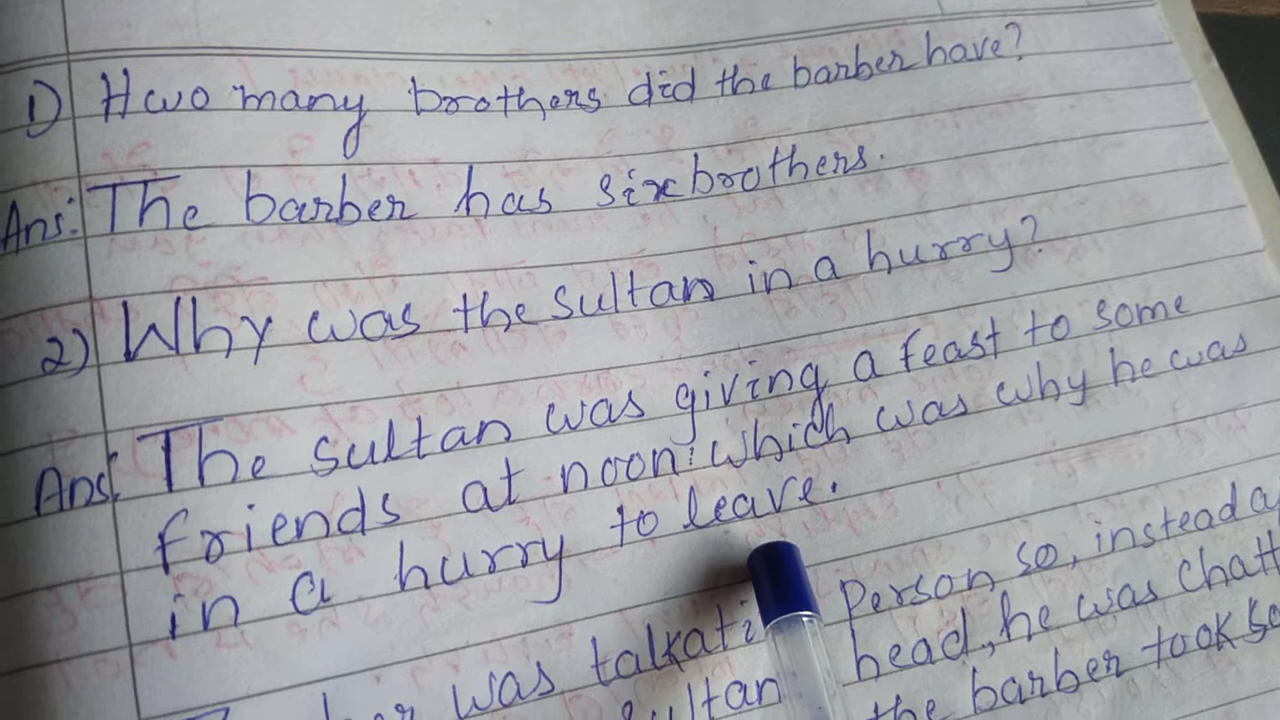 1) Hwo many brothers did the barber have?
Ans: The barber has six brothers.
2) Why was the sultan in a hurry?
Ans. The sultan was giving a feast to some
friends at noon which was why he was
in a hurry to leave.
was talkati person so, instead
head, he was chatt
sultan the barber took